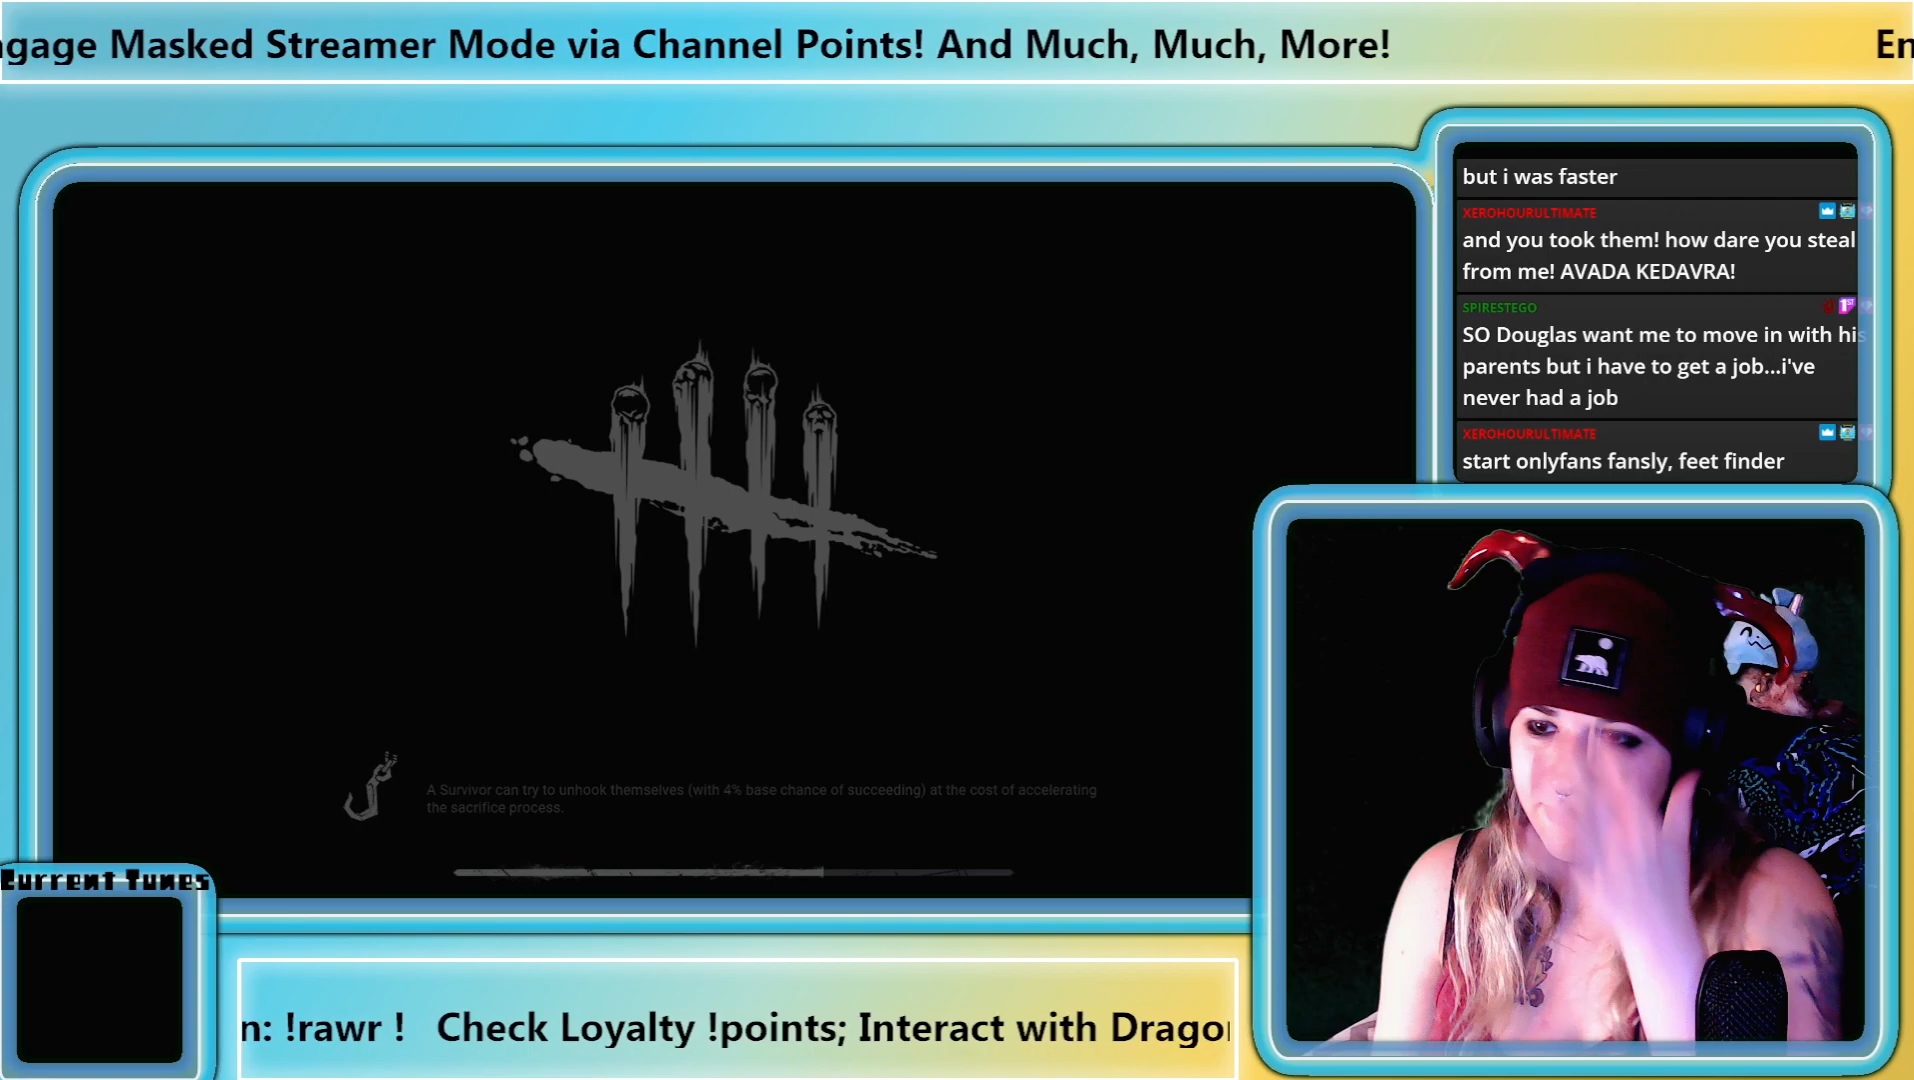 gage Masked Streamer Mode via Channel Points! And Much, Much, More!
En
but i was faster
XEROHOURULTIMATE
and you took them! how dare you steal
from me! AVADA KEDAVRA!
SPIRESTEGO
1ST
SO Douglas want me to move in with his
parents but i have to get a job...i've
never had a job
XEROHOURULTIMATE
start onlyfans fansly, feet finder
A Survivor can try to unhook themselves (with 4% base chance of succeeding) at the cost of accelerating
the sacrifice process.
Current Tunes
n: !rawr ! Check Loyalty !points; Interact with Drago